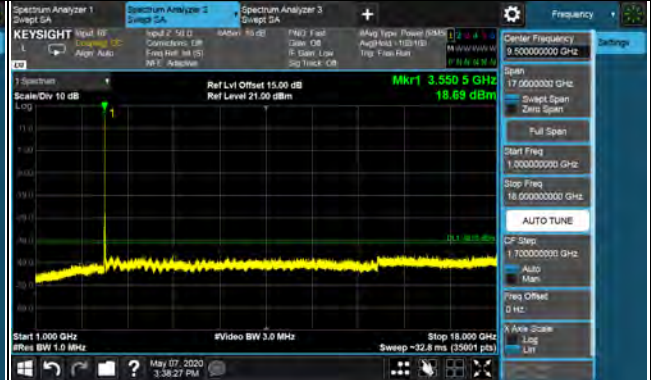 Spectrum Analyzer 1
Swept SA
Spectrum Analyzer 2
Swept SA
Spectrum Analyzer 3
Swept SA
+
Frequency
KEYSIGHT
Input: RF
Coupling: DC
Align: Auto
Input Z: 50 Ω
Corrections: Off
Freq Ref: Int (S)
NFE: Adaptive
PNO: Fast
Gate: Off
IF Gain: Low
Sig Track: Off
Trig: Free Run
Settings
Center Frequency
9.500000000 GHz
Span
17.0000000 GHz
Swept Span
Zero Span
Full Span
Start Freq
1.000000000 GHz
Stop Freq
18.000000000 GHz
AUTO TUNE
CF Step
1.700000000 GHz
Auto
Man
Freq Offset
0 Hz
X Axis Scale
Log
Lin
1 Spectrum
Scale/Div 10 dB
Log
Ref Lvl Offset 15.00 dB
Ref Level 21.00 dBm
Mkr1 3.550 5 GHz
18.69 dBm
1
Start 1.000 GHz
#Res BW 1.0 MHz
#Video BW 3.0 MHz
Stop 18.000 GHz
Sweep ~32.8 ms (35001 pts)
May 07, 2020
3:38:27 PM